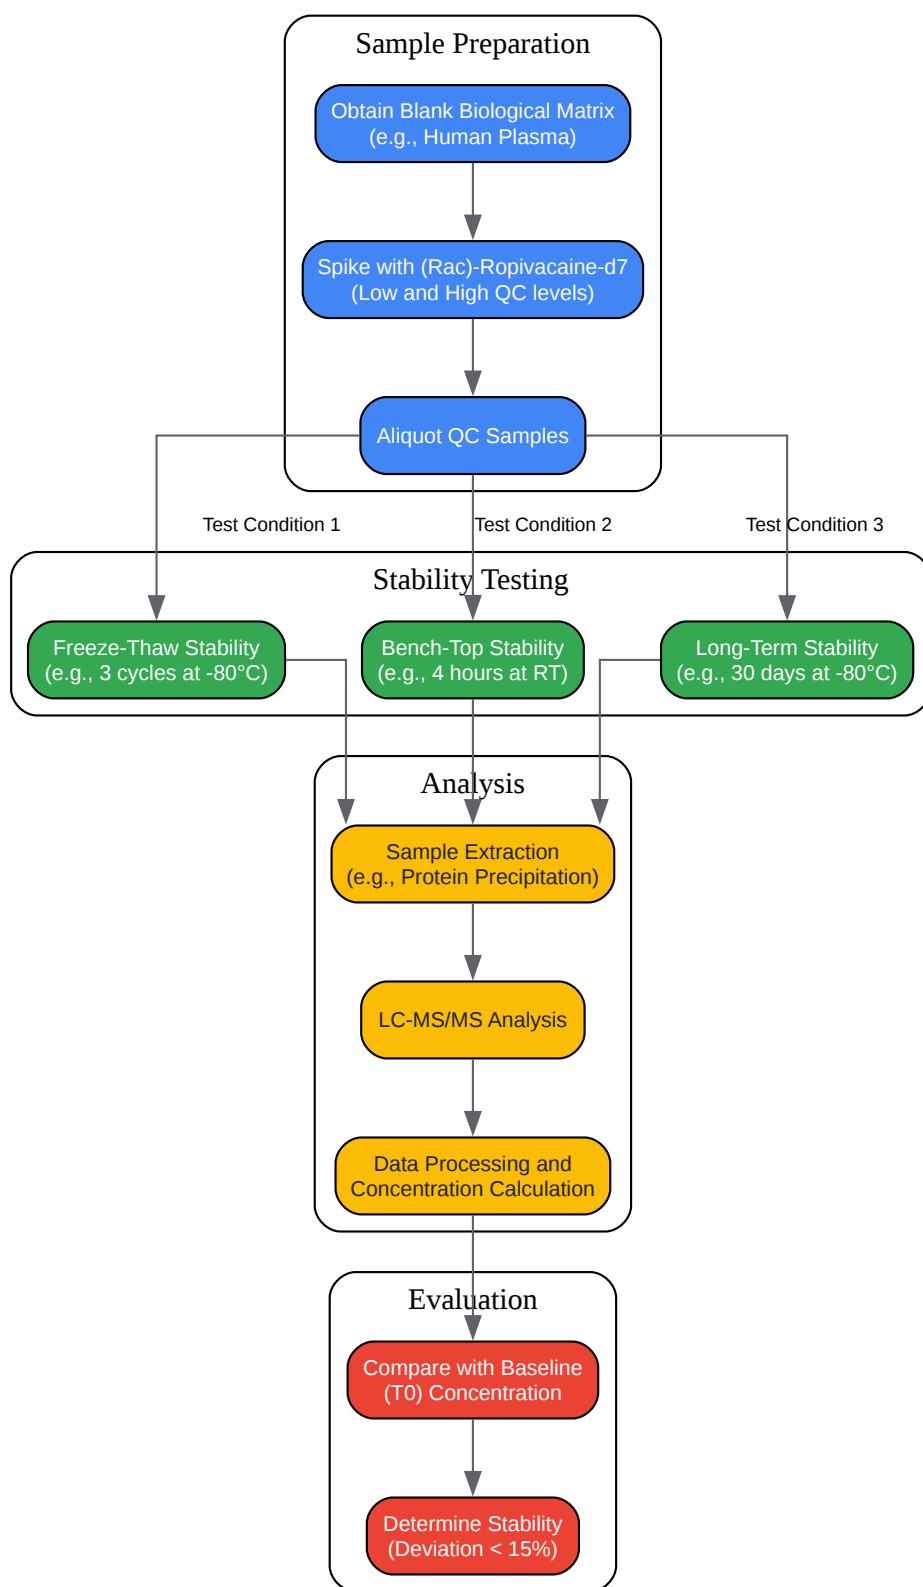 Sample Preparation
Obtain Blank Biological Matrix
(e.g., Human Plasma)
Spike with (Rac)-Ropivacaine-d7
(Low and High QC levels)
Aliquot QC Samples
Test Condition 1
Test Condition 2
Test Condition 3
Stability Testing
Freeze-Thaw Stability
(e.g., 3 cycles at -80°C)
Bench-Top Stability
(e.g., 4 hours at RT)
Long-Term Stability
(e.g., 30 days at -80°C)
Analysis
Sample Extraction
(e.g., Protein Precipitation)
LC-MS/MS Analysis
Data Processing and
Concentration Calculation
Evaluation
Compare with Baseline
(T0) Concentration
Determine Stability
(Deviation < 15%)